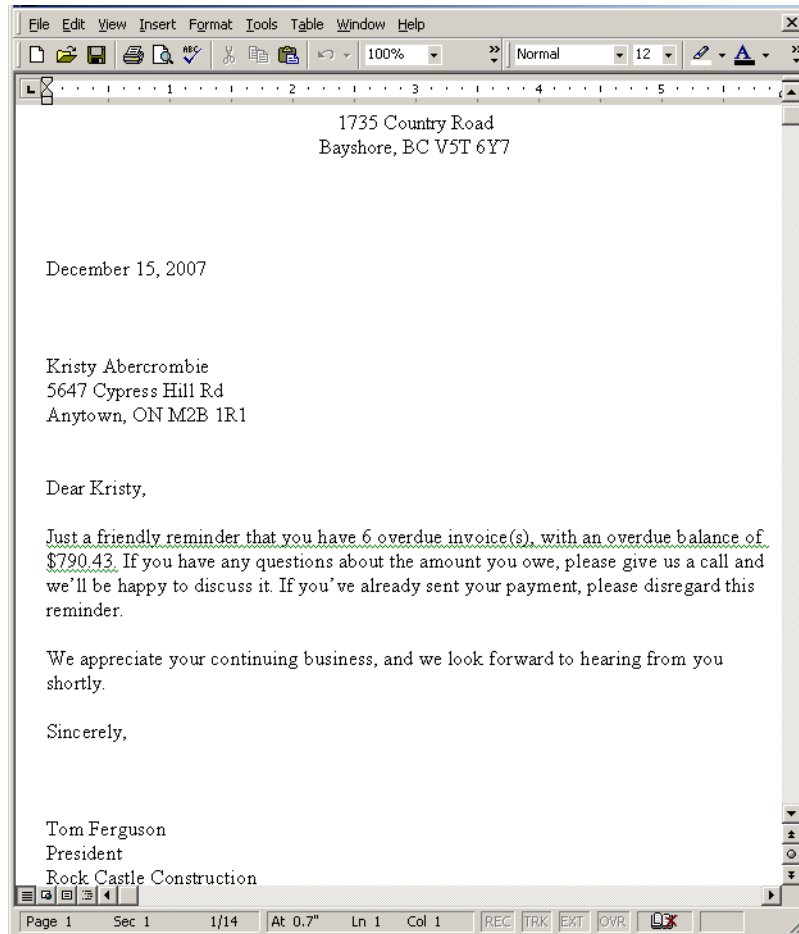 File Edit View Insert Format Tools Table Window Help
ABC 100% Normal 12 A
L 1 2 3 4 5
1735 Country Road
Bayshore, BC V5T 6Y7
December 15, 2007
Kristy Abercrombie
5647 Cypress Hill Rd
Anytown, ON M2B 1R1
Dear Kristy,
Just a friendly reminder that you have 6 overdue invoice(s), with an overdue balance of
$790.43. If you have any questions about the amount you owe, please give us a call and
we'll be happy to discuss it. If you've already sent your payment, please disregard this
reminder.
We appreciate your continuing business, and we look forward to hearing from you
shortly.
Sincerely,
Tom Ferguson
President
Rock Castle Construction
Page 1 Sec 1 1/14 At 0.7" Ln 1 Col 1 REC TRK EXT OVR